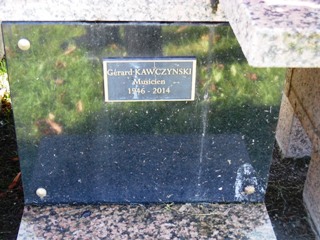 Gérard KAWCZYNSKI
Musicien
1946 - 2014